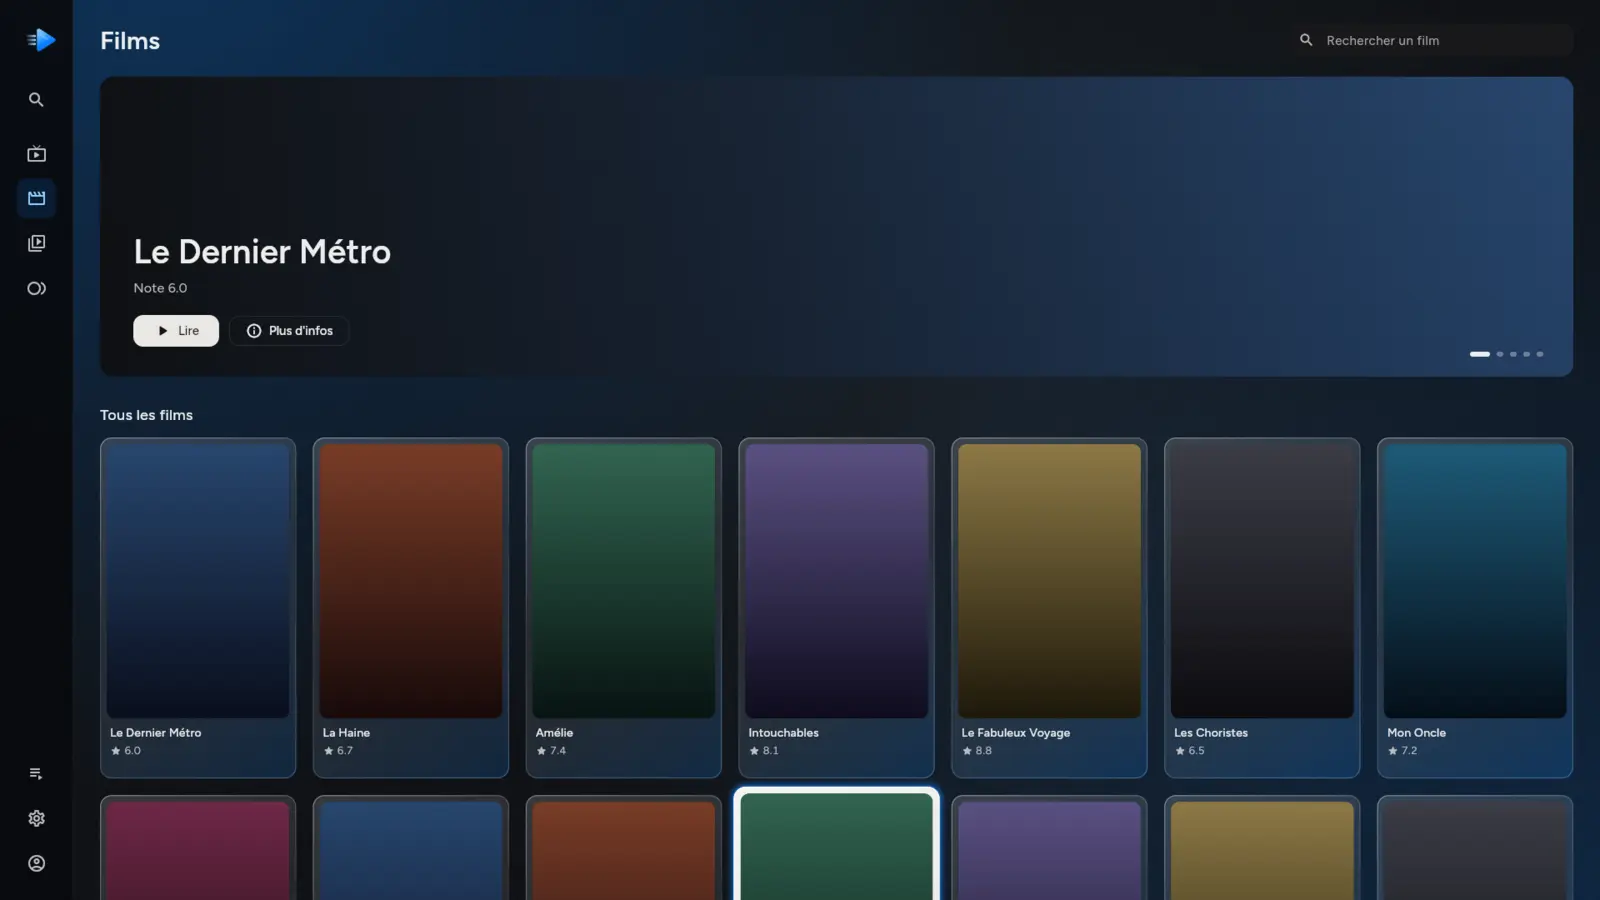 Films
Rechercher un film
Le Dernier Métro
Note 6.0
Lire
Plus d'infos
Tous les films
Le Dernier Métro
6.0
La Haine
6.7
Amélie
7.4
Intouchables
8.1
Le Fabuleux Voyage
8.8
Les Choristes
6.5
Mon Oncle
7.2